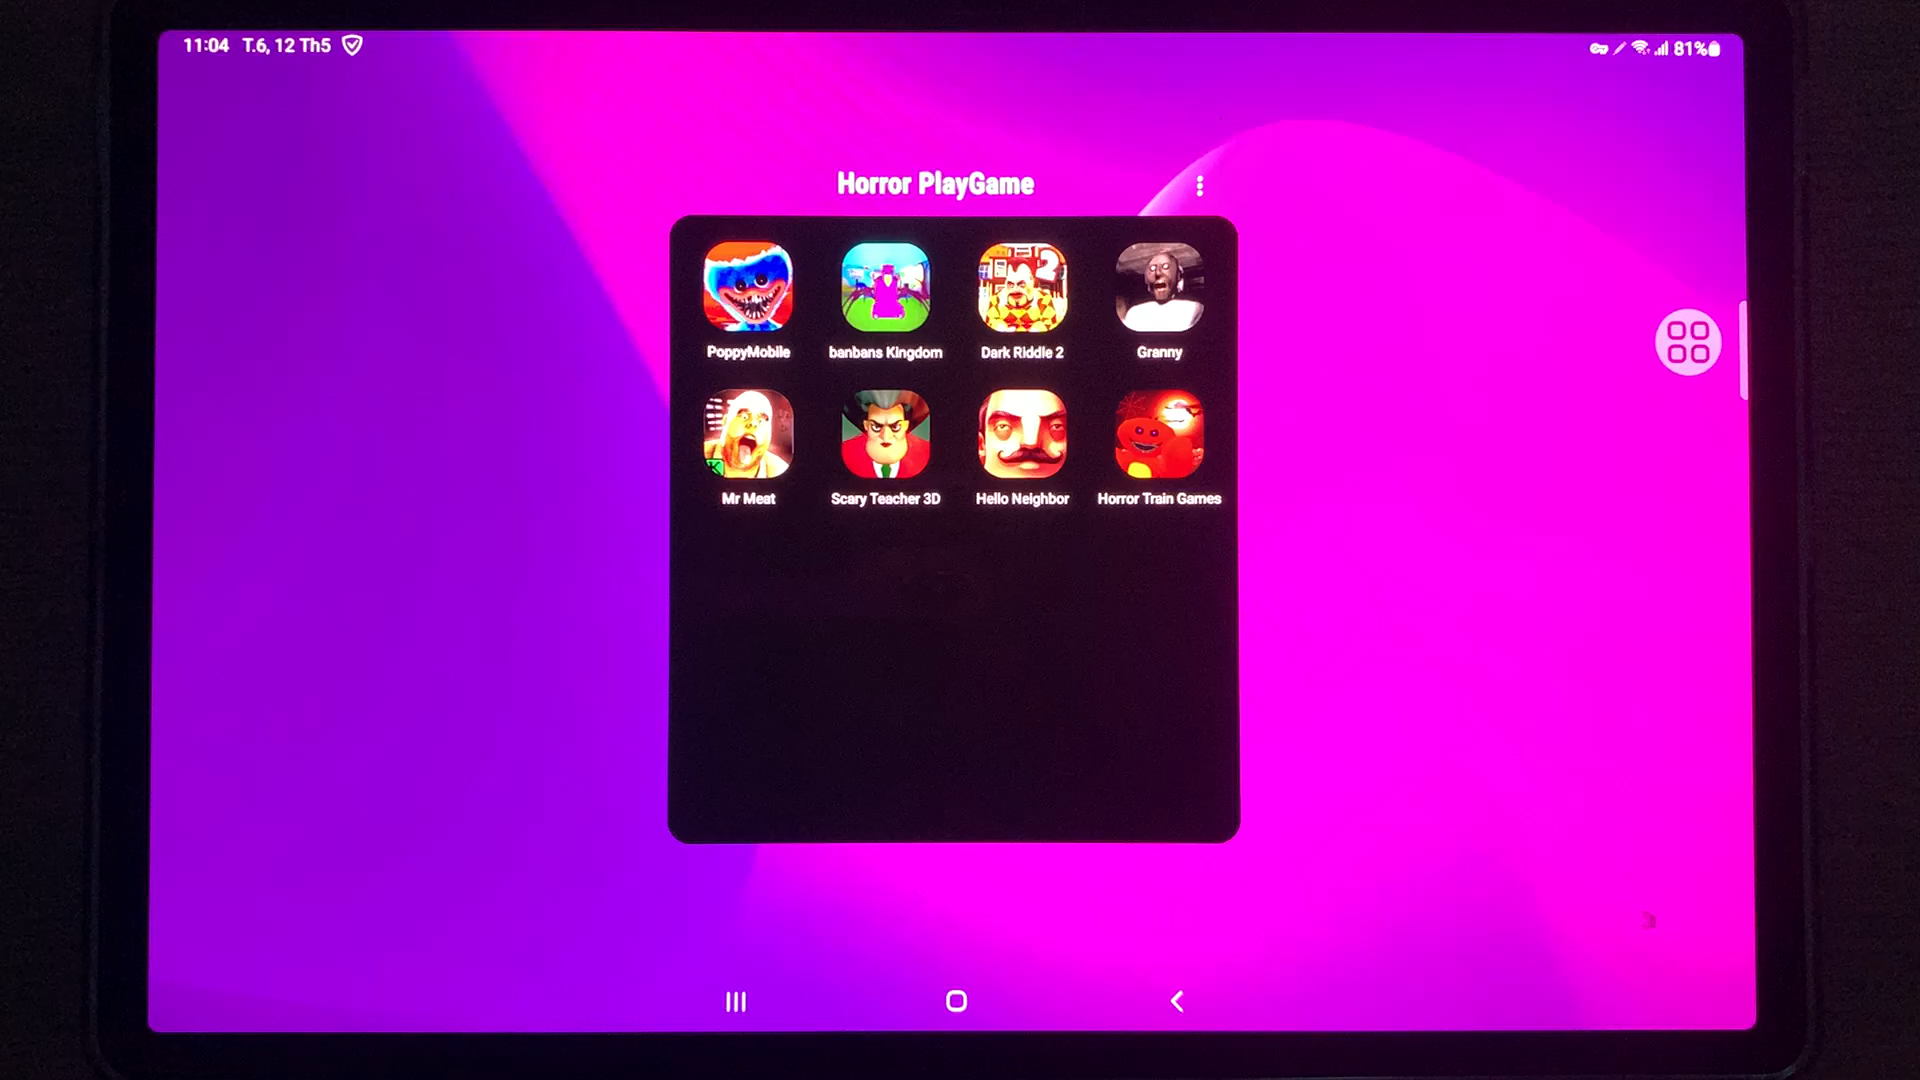 11:04 T.6, 12 Th5
81%
Horror PlayGame
PoppyMobile
banbans Kingdom
2
Dark Riddle 2
Granny
Mr Meat
Scary Teacher 3D
Hello Neighbor
Horror Train Games